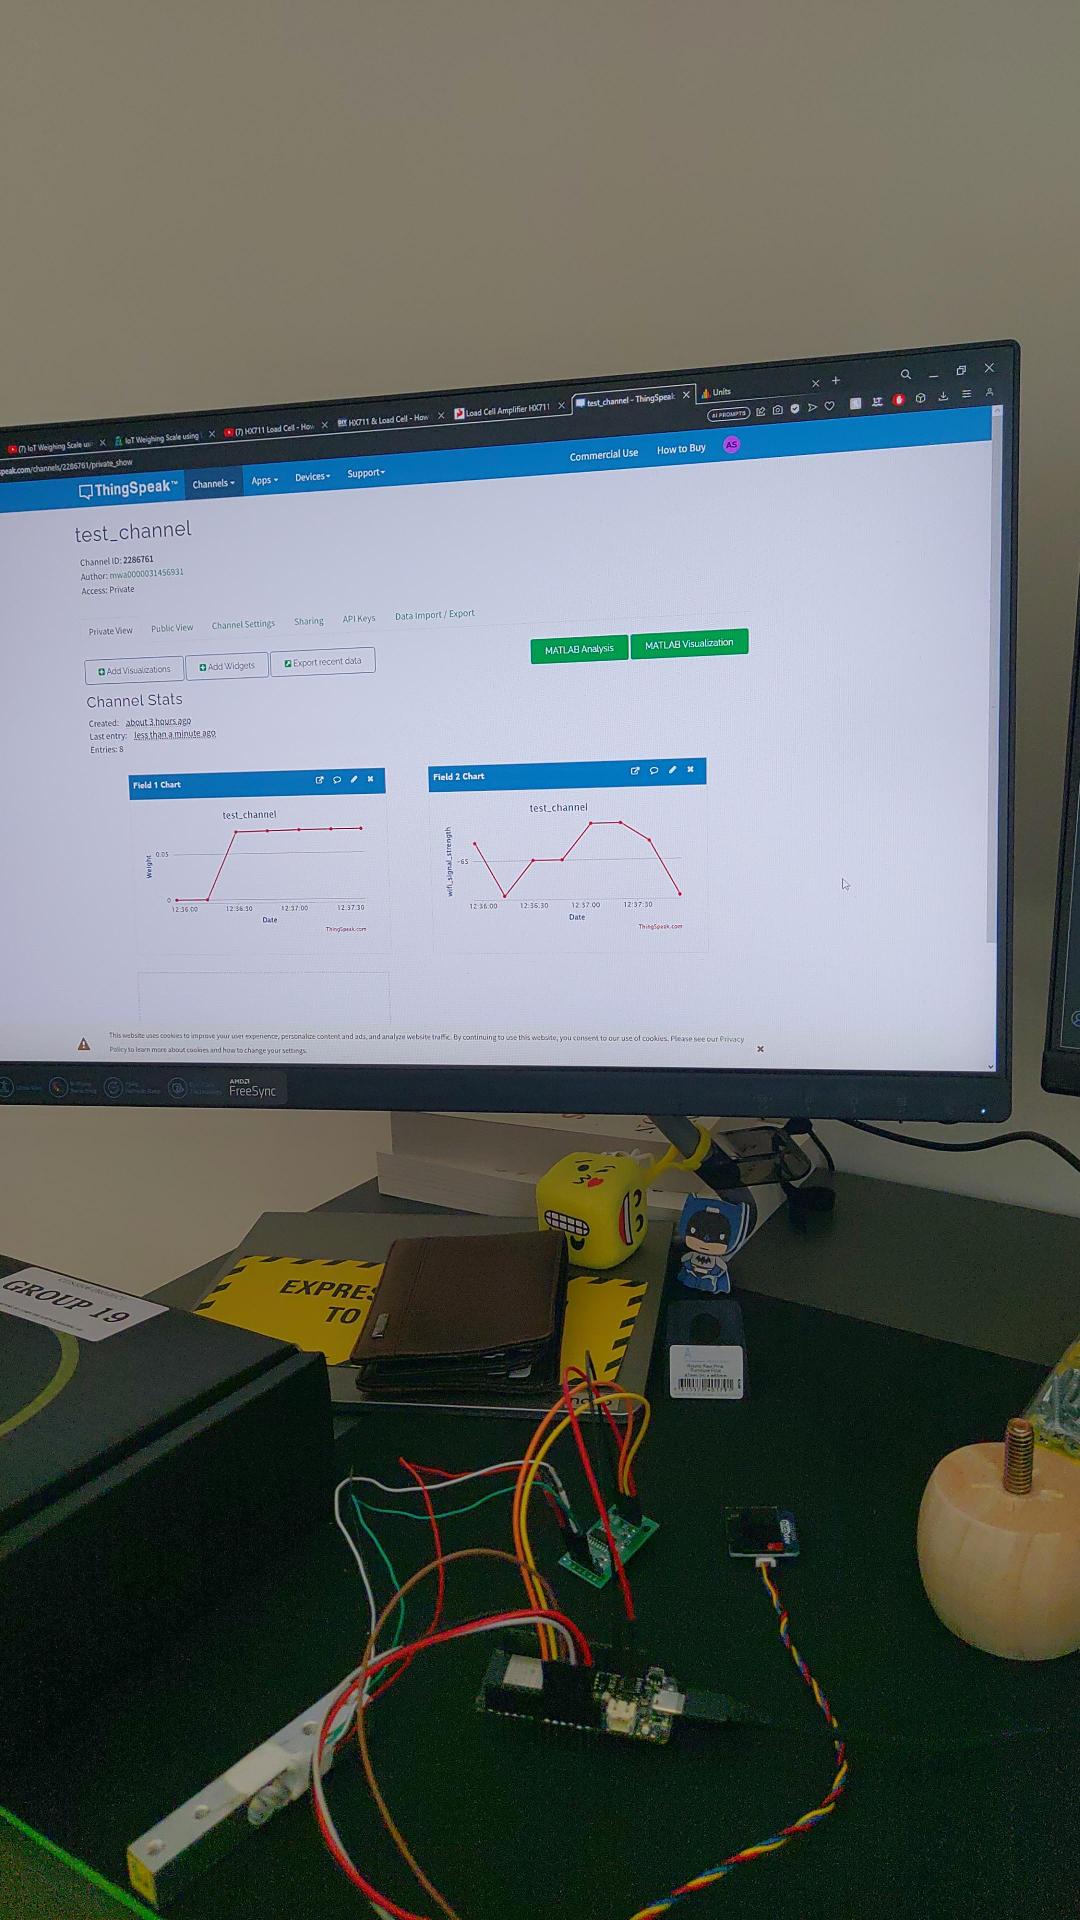 IoT Weighing Scale using
(7) HX711 Load Cell - How
HX711 & Load Cell - How
Load Cell Amplifier HX711
test_channel - ThingSpeak
Units
speak.com/channels/2286761/private_show
AI PROMPTS
ThingSpeak™
Channels
Apps
Devices
Support
Commercial Use
How to Buy
AS
test_channel
Channel ID: 2286761
Author: mwa0000031456931
Access: Private
Private View
Public View
Channel Settings
Sharing
API Keys
Data Import / Export
Add Visualizations
Add Widgets
Export recent data
MATLAB Analysis
MATLAB Visualization
Channel Stats
Created: about 3 hours ago
Last entry: less than a minute ago
Entries: 8
Field 1 Chart
test_channel
Weight
0.05
0
12:36:00 12:36:30 12:37:00 12:37:30
Date
ThingSpeak.com
Field 2 Chart
test_channel
wifi_signal_strength
-65
12:36:00 12:36:30 12:37:00 12:37:30
Date
ThingSpeak.com
This website uses cookies to improve your user experience, personalize content and ads, and analyze website traffic. By continuing to use this website, you consent to our use of cookies. Please see our Privacy
Policy to learn more about cookies and how to change your settings.
AMD
FreeSync
GROUP 19
EXPRES
TO